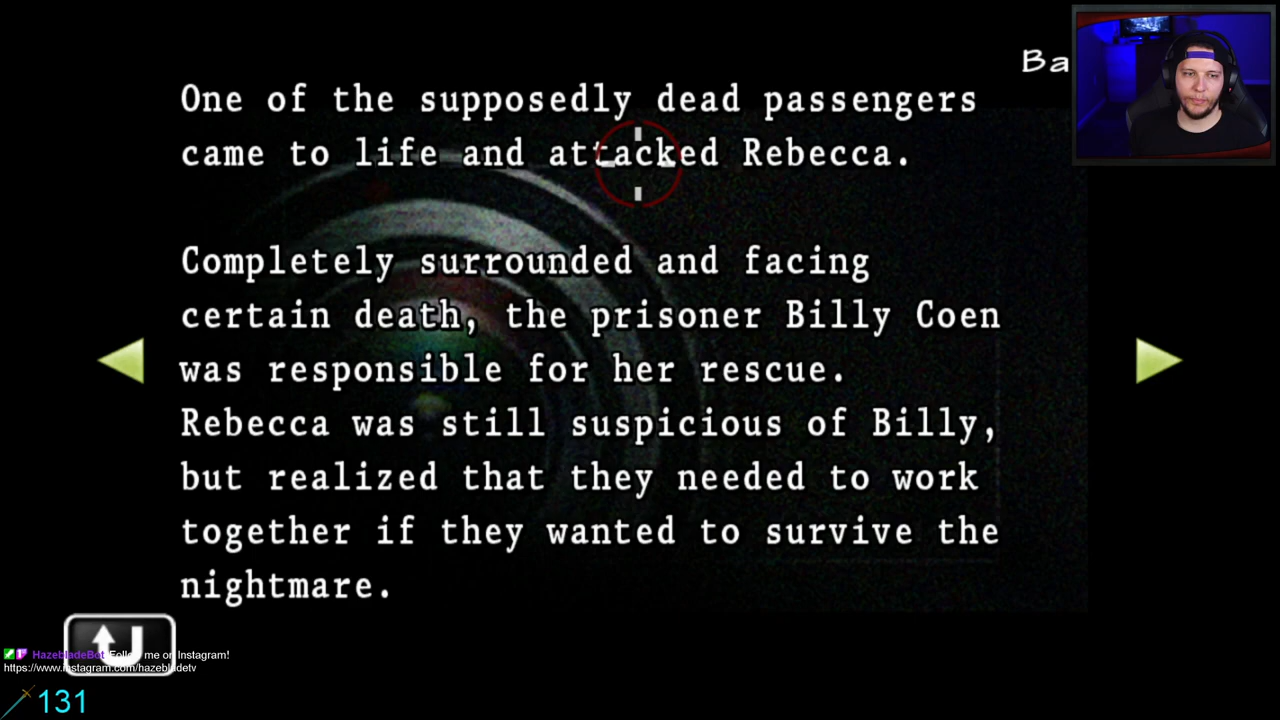 Ba
One of the supposedly dead passengers
came to life and attacked Rebecca.
Completely surrounded and facing
certain death, the prisoner Billy Coen
was responsible for her rescue.
Rebecca was still suspicious of Billy,
but realized that they needed to work
together if they wanted to survive the
nightmare.
HazebladeBot Follow me on Instagram!
https://www.instagram.com/hazebladetv
131